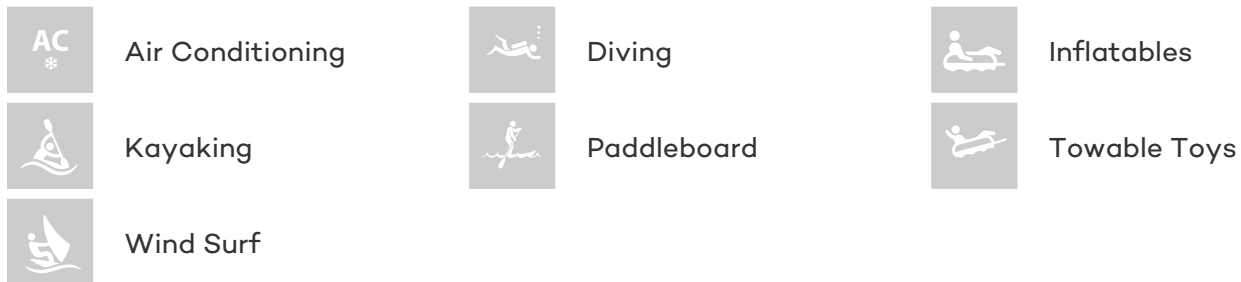 AC
Air Conditioning
Diving
Inflatables
Kayaking
Paddleboard
Towable Toys
Wind Surf